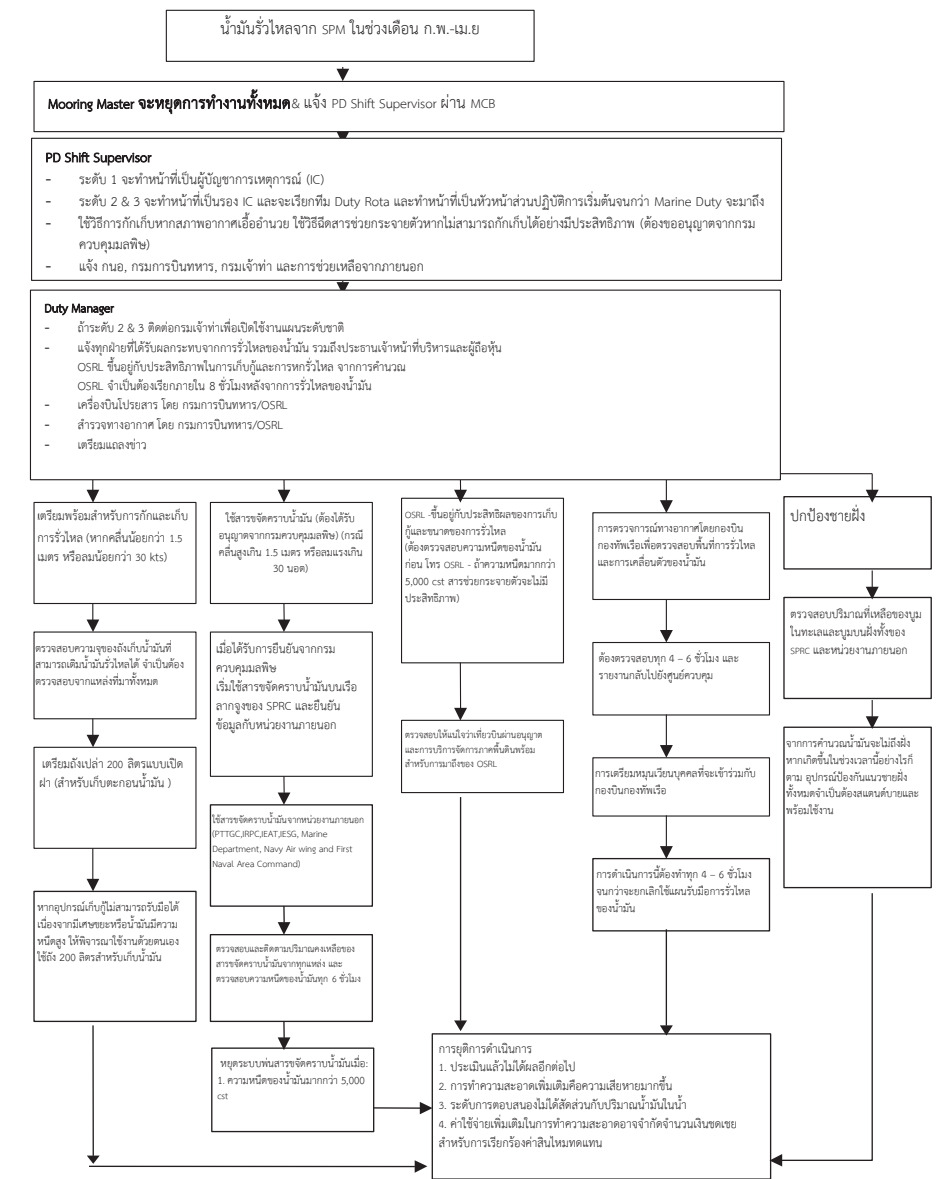 น้ำมันรั่วไหลจาก SPM ในช่วงเดือน ก.พ.-เม.ย
Mooring Master จะหยุดการทำงานทั้งหมด& แจ้ง PD Shift Supervisor ผ่าน MCB
PD Shift Supervisor
- ระดับ 1 จะทำหน้าที่เป็นผู้บัญชาการเหตุการณ์ (IC)
- ระดับ 2 & 3 จะทำหน้าที่เป็นรอง IC และจะเรียกทีม Duty Rota และทำหน้าที่เป็นหัวหน้าส่วนปฏิบัติการเริ่มต้นจนกว่า Marine Duty จะมาถึง
- ใช้วิธีการกักเก็บหากสภาพอากาศเอื้ออำนวย ใช้วิธีฉีดสารช่วยกระจายตัวหากไม่สามารถกักเก็บได้อย่างมีประสิทธิภาพ (ต้องขออนุญาตจากกรม
ควบคุมมลพิษ)
- แจ้ง กนอ, กรมการบินทหาร, กรมเจ้าท่า และการช่วยเหลือจากภายนอก
Duty Manager
- ถ้าระดับ 2 & 3 ติดต่อกรมเจ้าท่าเพื่อเปิดใช้งานแผนระดับชาติ
- แจ้งทุกฝ่ายที่ได้รับผลกระทบจากการรั่วไหลของน้ำมัน รวมถึงประธานเจ้าหน้าที่บริหารและผู้ถือหุ้น
OSRL ขึ้นอยู่กับประสิทธิภาพในการเก็บกู้และการหกรั่วไหล จากการคำนวณ
OSRL จำเป็นต้องเรียกภายใน 8 ชั่วโมงหลังจากการรั่วไหลของน้ำมัน
- เครื่องบินโปรยสาร โดย กรมการบินทหาร/OSRL
- สำรวจทางอากาศ โดย กรมการบินทหาร/OSRL
- เตรียมแถลงข่าว
เตรียมพร้อมสำหรับการกักและเก็บ
การรั่วไหล (หากคลื่นน้อยกว่า 1.5
เมตร หรือลมน้อยกว่า 30 kts)
ตรวจสอบความจุของถังเก็บน้ำมันที่
สามารถเติมน้ำมันรั่วไหลได้ จำเป็นต้อง
ตรวจสอบจากแหล่งที่มาทั้งหมด
เตรียมถังเปล่า 200 ลิตรแบบเปิด
ฝา (สำหรับเก็บตะกอนน้ำมัน )
หากอุปกรณ์เก็บกู้ไม่สามารถรับมือได้
เนื่องจากมีเศษขยะหรือน้ำมันมีความ
หนืดสูง ให้พิจารณาใช้งานด้วยตนเอง
ใช้ถัง 200 ลิตรสำหรับเก็บน้ำมัน
ใช้สารขจัดคราบน้ำมัน (ต้องได้รับ
อนุญาตจากกรมควบคุมมลพิษ) (กรณี
คลื่นสูงเกิน 1.5 เมตร หรือลมแรงเกิน
30 นอต)
เมื่อได้รับการยืนยันจากกรม
ควบคุมมลพิษ
เริ่มใช้สารขจัดคราบน้ำมันบนเรือ
ลากจูงของ SPRC และยืนยัน
ข้อมูลกับหน่วยงานภายนอก
ใช้สารขจัดคราบน้ำมันจากหน่วยงานภายนอก
(PTTGC,IRPC,IEAT,IESG, Marine
Department, Navy Air wing and First
Naval Area Command)
ตรวจสอบและติดตามปริมาณคงเหลือของ
สารขจัดคราบน้ำมันจากทุกแหล่ง และ
ตรวจสอบความหนืดของน้ำมันทุก 6 ชั่วโมง
หยุดระบบพ่นสารขจัดคราบน้ำมันเมื่อ:
1. ความหนืดของน้ำมันมากกว่า 5,000
cst
OSRL -ขึ้นอยู่กับประสิทธิผลของการเก็บ
กู้และขนาดของการรั่วไหล
(ต้องตรวจสอบความหนืดของน้ำมัน
ก่อน โทร OSRL - ถ้าความหนืดมากกว่า
5,000 cst สารช่วยกระจายตัวจะไม่มี
ประสิทธิภาพ)
ตรวจสอบให้แน่ใจว่าเที่ยวบินผ่านอนุญาต
และการบริการจัดการภาคพื้นดินพร้อม
สำหรับการมาถึงของ OSRL
การตรวจการณ์ทางอากาศโดยกองบิน
กองทัพเรือเพื่อตรวจสอบพื้นที่การรั่วไหล
และการเคลื่อนตัวของน้ำมัน
ต้องตรวจสอบทุก 4 – 6 ชั่วโมง และ
รายงานกลับไปยังศูนย์ควบคุม
การเตรียมหมุนเวียนบุคคลที่จะเข้าร่วมกับ
กองบินกองทัพเรือ
การดำเนินการนี้ต้องทำทุก 4 – 6 ชั่วโมง
จนกว่าจะยกเลิกใช้แผนรับมือการรั่วไหล
ของน้ำมัน
ปกป้องชายฝั่ง
ตรวจสอบปริมาณที่เหลือของบูม
ในทะเลและบูมบนฝั่งทั้งของ
SPRC และหน่วยงานภายนอก
จากการคำนวณน้ำมันจะไม่ถึงฝั่ง
หากเกิดขึ้นในช่วงเวลานี้อย่างไรก็
ตาม อุปกรณ์ป้องกันแนวชายฝั่ง
ทั้งหมดจำเป็นต้องสแตนด์บายและ
พร้อมใช้งาน
การยุติการดำเนินการ
1. ประเมินแล้วไม่ได้ผลอีกต่อไป
2. การทำความสะอาดเพิ่มเติมคือความเสียหายมากขึ้น
3. ระดับการตอบสนองไม่ได้สัดส่วนกับปริมาณน้ำมันในน้ำ
4. ค่าใช้จ่ายเพิ่มเติมในการทำความสะอาดอาจจำกัดจำนวนเงินชดเชย
สำหรับการเรียกร้องค่าสินไหมทดแทน